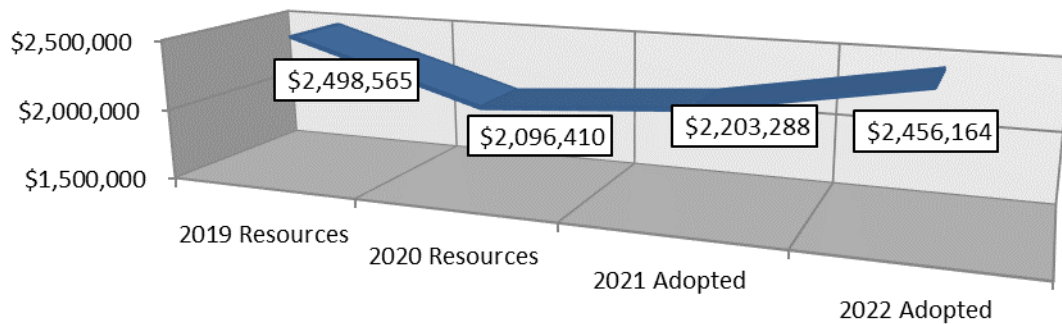 $2,500,000
$2,000,000
$1,500,000
$2,498,565
$2,096,410
$2,203,288
$2,456,164
2019 Resources
2020 Resources
2021 Adopted
2022 Adopted